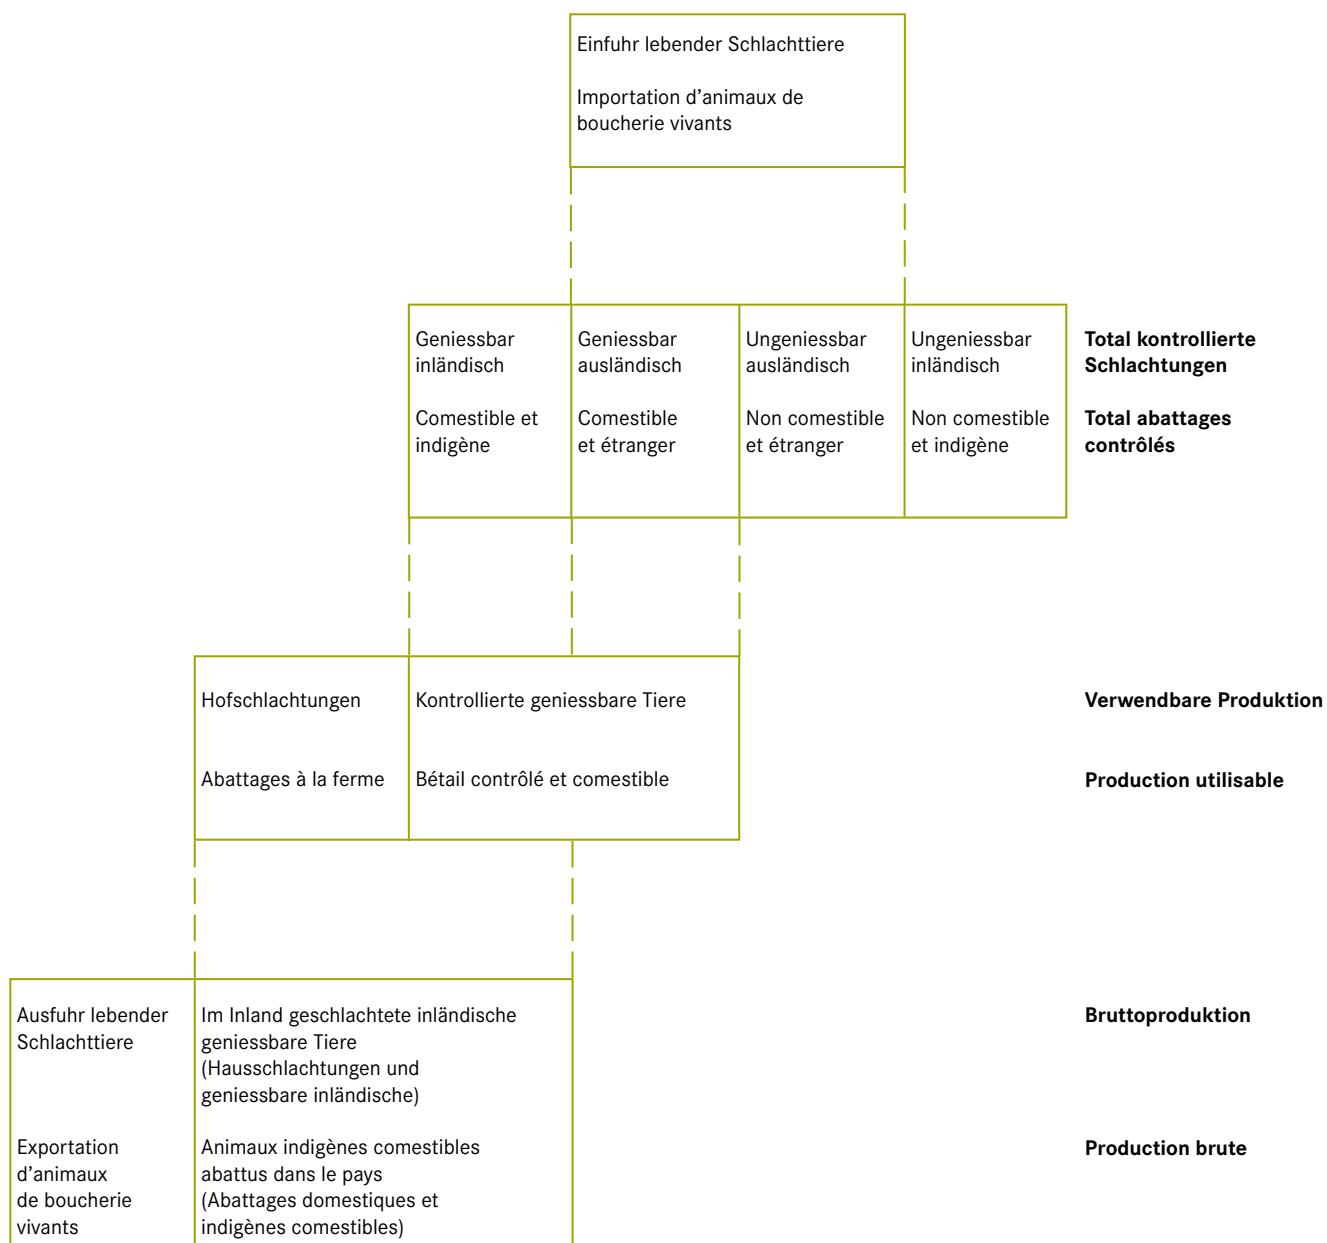 Einfuhr lebender Schlachttiere
Importation d’animaux de
boucherie vivants
Geniessbar
inländisch
Comestible et
indigène
Geniessbar
ausländisch
Comestible
et étranger
Ungeniessbar
ausländisch
Non comestible
et étranger
Ungeniessbar
inländisch
Non comestible
et indigène
Total kontrollierte
Schlachtungen
Total abattages
contrôlés
Hofschlachtungen
Abattages à la ferme
Kontrollierte geniessbare Tiere
Bétail contrôlé et comestible
Verwendbare Produktion
Production utilisable
Ausfuhr lebender
Schlachttiere
Exportation
d’animaux
de boucherie
vivants
Im Inland geschlachtete inländische
geniessbare Tiere
(Hausschlachtungen und
geniessbare inländische)
Animaux indigènes comestibles
abattus dans le pays
(Abattages domestiques et
indigènes comestibles)
Bruttoproduktion
Production brute